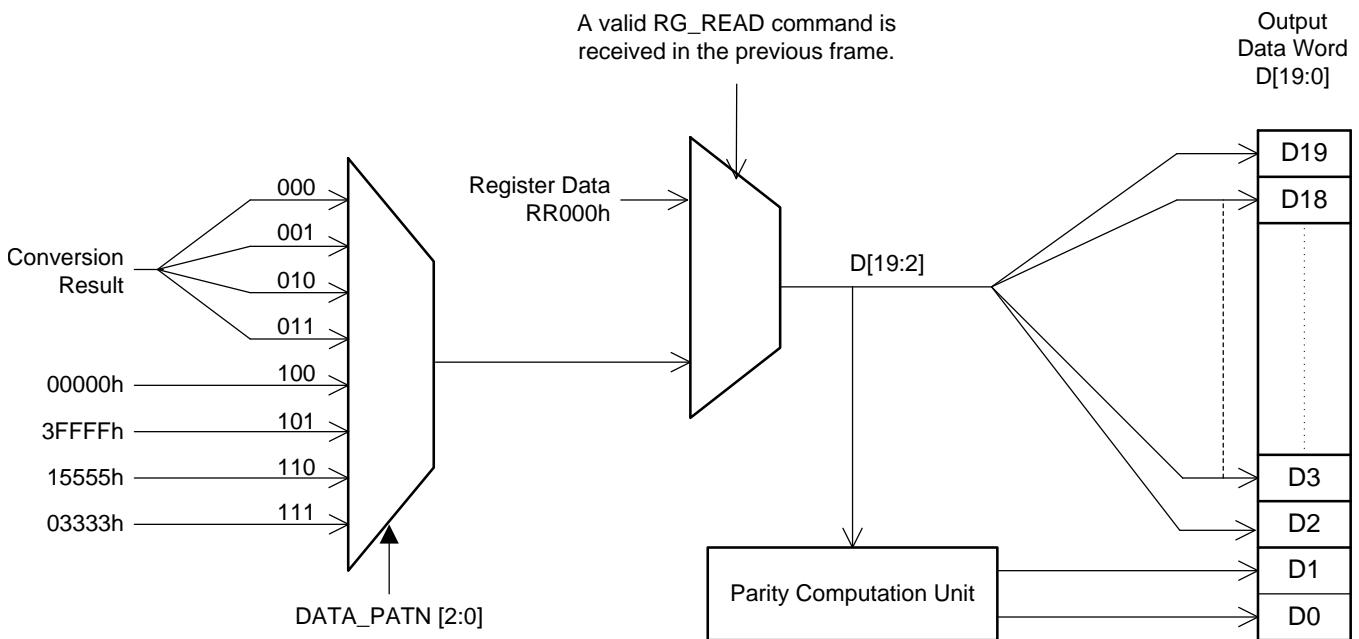 A valid RG_READ command is
received in the previous frame.
Output
Data Word
D[19:0]
Conversion
Result
000
001
010
011
00000h
100
3FFFFh
101
15555h
110
03333h
111
DATA_PATN [2:0]
Register Data
RR000h
D[19:2]
Parity Computation Unit
D19
D18
D3
D2
D1
D0